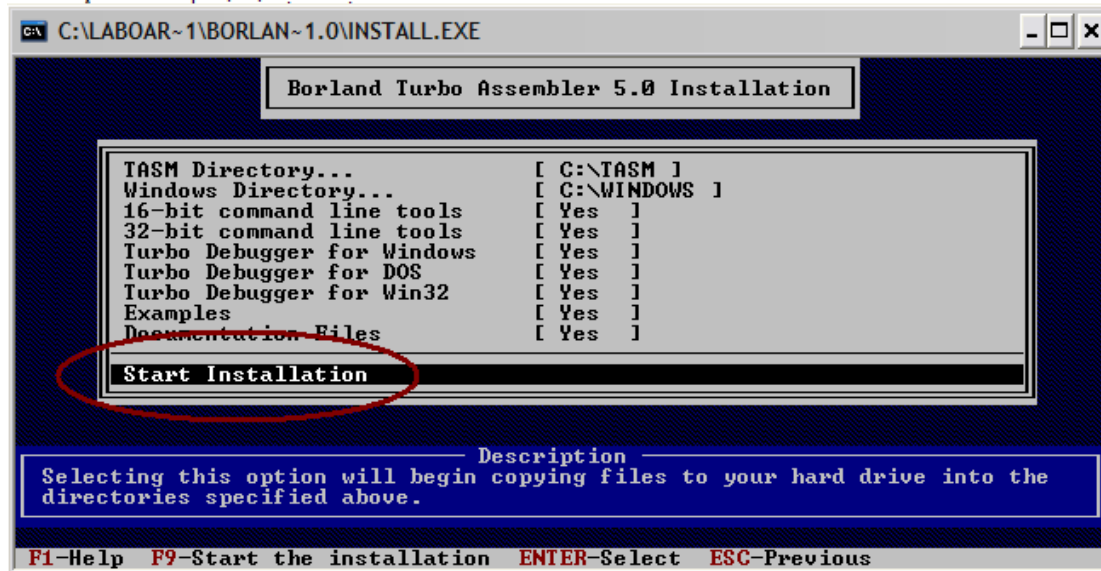 C:\LABOAR~1\BORLAN~1.0\INSTALL.EXE
Borland Turbo Assembler 5.0 Installation
TASM Directory... [ C:\TASM ]
Windows Directory... [ C:\WINDOWS ]
16-bit command line tools [ Yes ]
32-bit command line tools [ Yes ]
Turbo Debugger for Windows [ Yes ]
Turbo Debugger for DOS [ Yes ]
Turbo Debugger for Win32 [ Yes ]
Examples [ Yes ]
Documentation Files [ Yes ]
Start Installation
Description
Selecting this option will begin copying files to your hard drive into the
directories specified above.
F1-Help F9-Start the installation ENTER-Select ESC-Previous